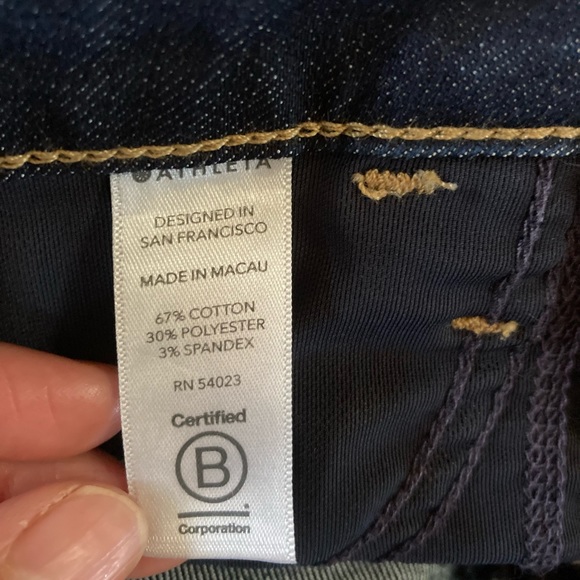 ATHLETA
DESIGNED IN
SAN FRANCISCO
MADE IN MACAU
67% COTTON
30% POLYESTER
3% SPANDEX
RN 54023
Certified
B
Corporation